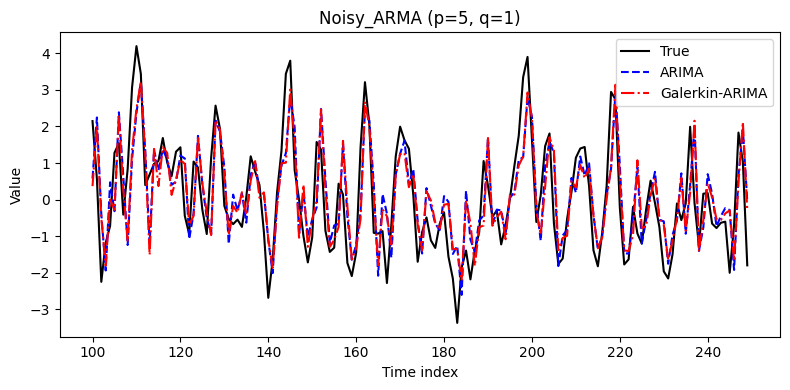 Noisy_ARMA (p=5, q=1)
True
ARIMA
Galerkin-ARIMA
Value
4
3
2
1
0
−1
−2
−3
100 120 140 160 180 200 220 240
Time index